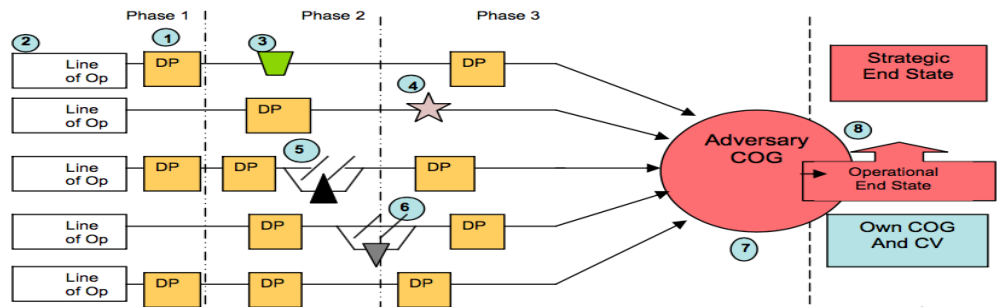 Phase 1 Phase 2 Phase 3
2 1 3
Line of Op DP DP
4
Line of Op DP
5
Line of Op DP DP DP
6
Line of Op DP DP
Line of Op DP DP DP
Adversary
COG
7
Strategic
End State
8
Operational
End State
Own COG
And CV